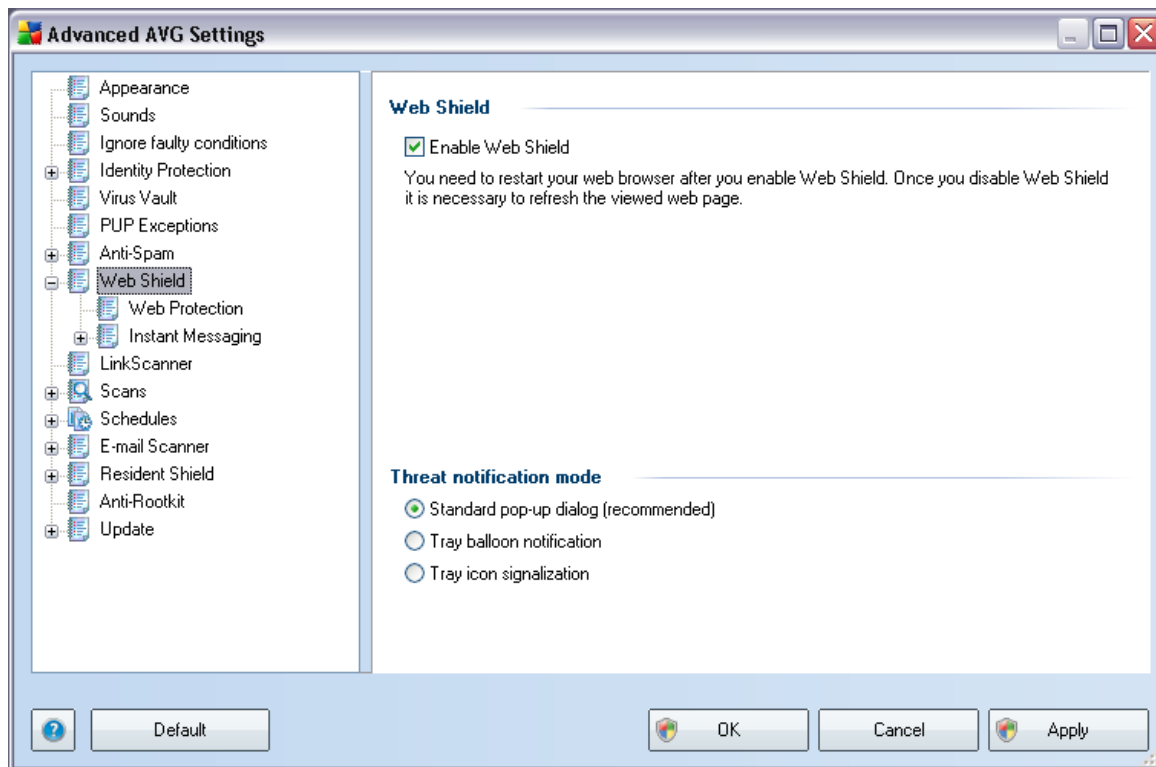 Advanced AVG Settings
Appearance
Sounds
Ignore faulty conditions
Identity Protection
Virus Vault
PUP Exceptions
Anti-Spam
Web Shield
Web Protection
Instant Messaging
LinkScanner
Scans
Schedules
E-mail Scanner
Resident Shield
Anti-Rootkit
Update
Web Shield
Enable Web Shield
You need to restart your web browser after you enable Web Shield. Once you disable Web Shield
it is necessary to refresh the viewed web page.
Threat notification mode
Standard pop-up dialog (recommended)
Tray balloon notification
Tray icon signalization
Default
OK
Cancel
Apply